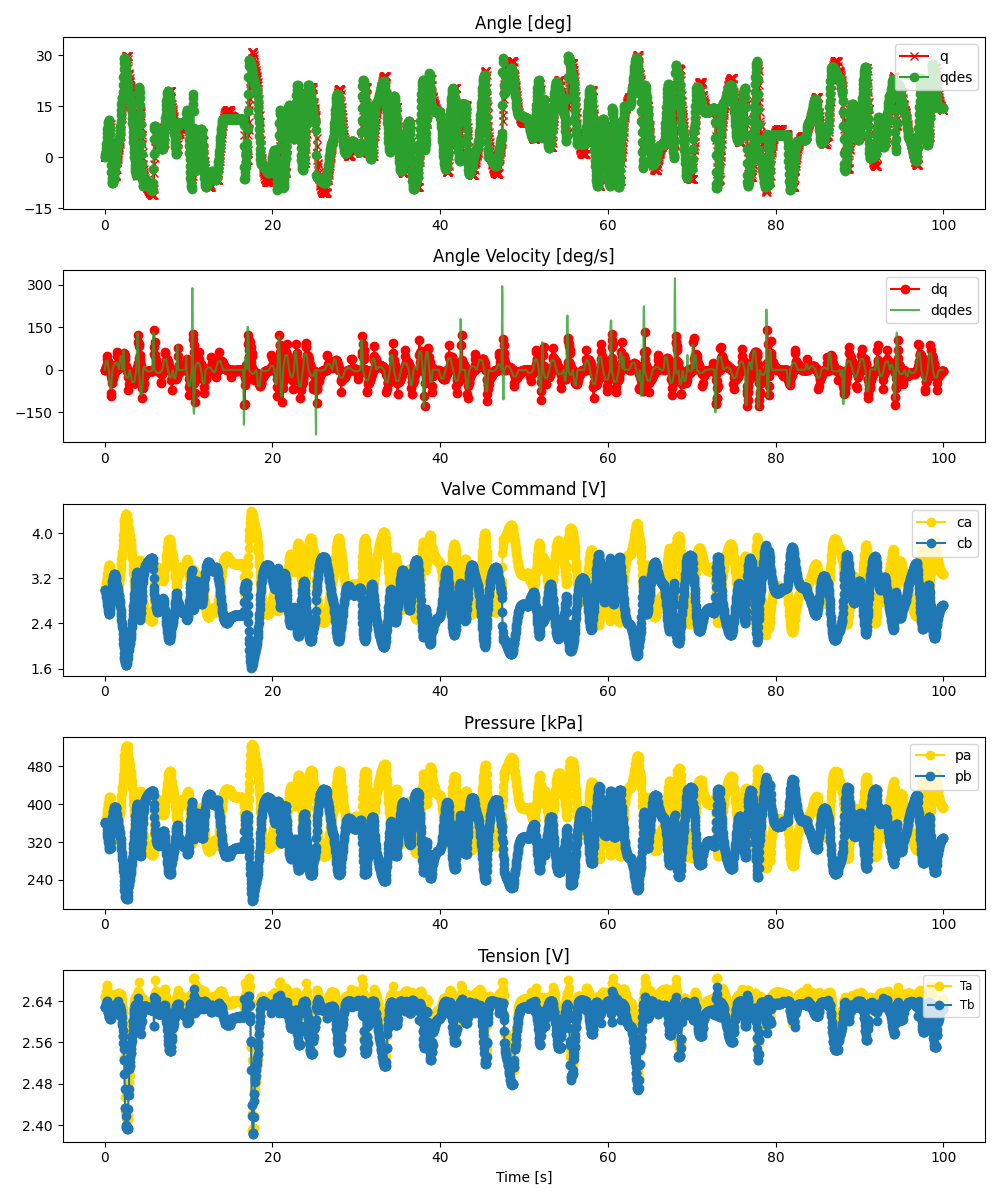 Angle [deg]
30
15
0
−15
q
qdes
0 20 40 60 80 100
Angle Velocity [deg/s]
300
150
0
−150
dq
dqdes
0 20 40 60 80 100
Valve Command [V]
4.0
3.2
2.4
1.6
ca
cb
0 20 40 60 80 100
Pressure [kPa]
480
400
320
240
pa
pb
0 20 40 60 80 100
Tension [V]
2.64
2.56
2.48
2.40
Ta
Tb
0 20 40 60 80 100
Time [s]